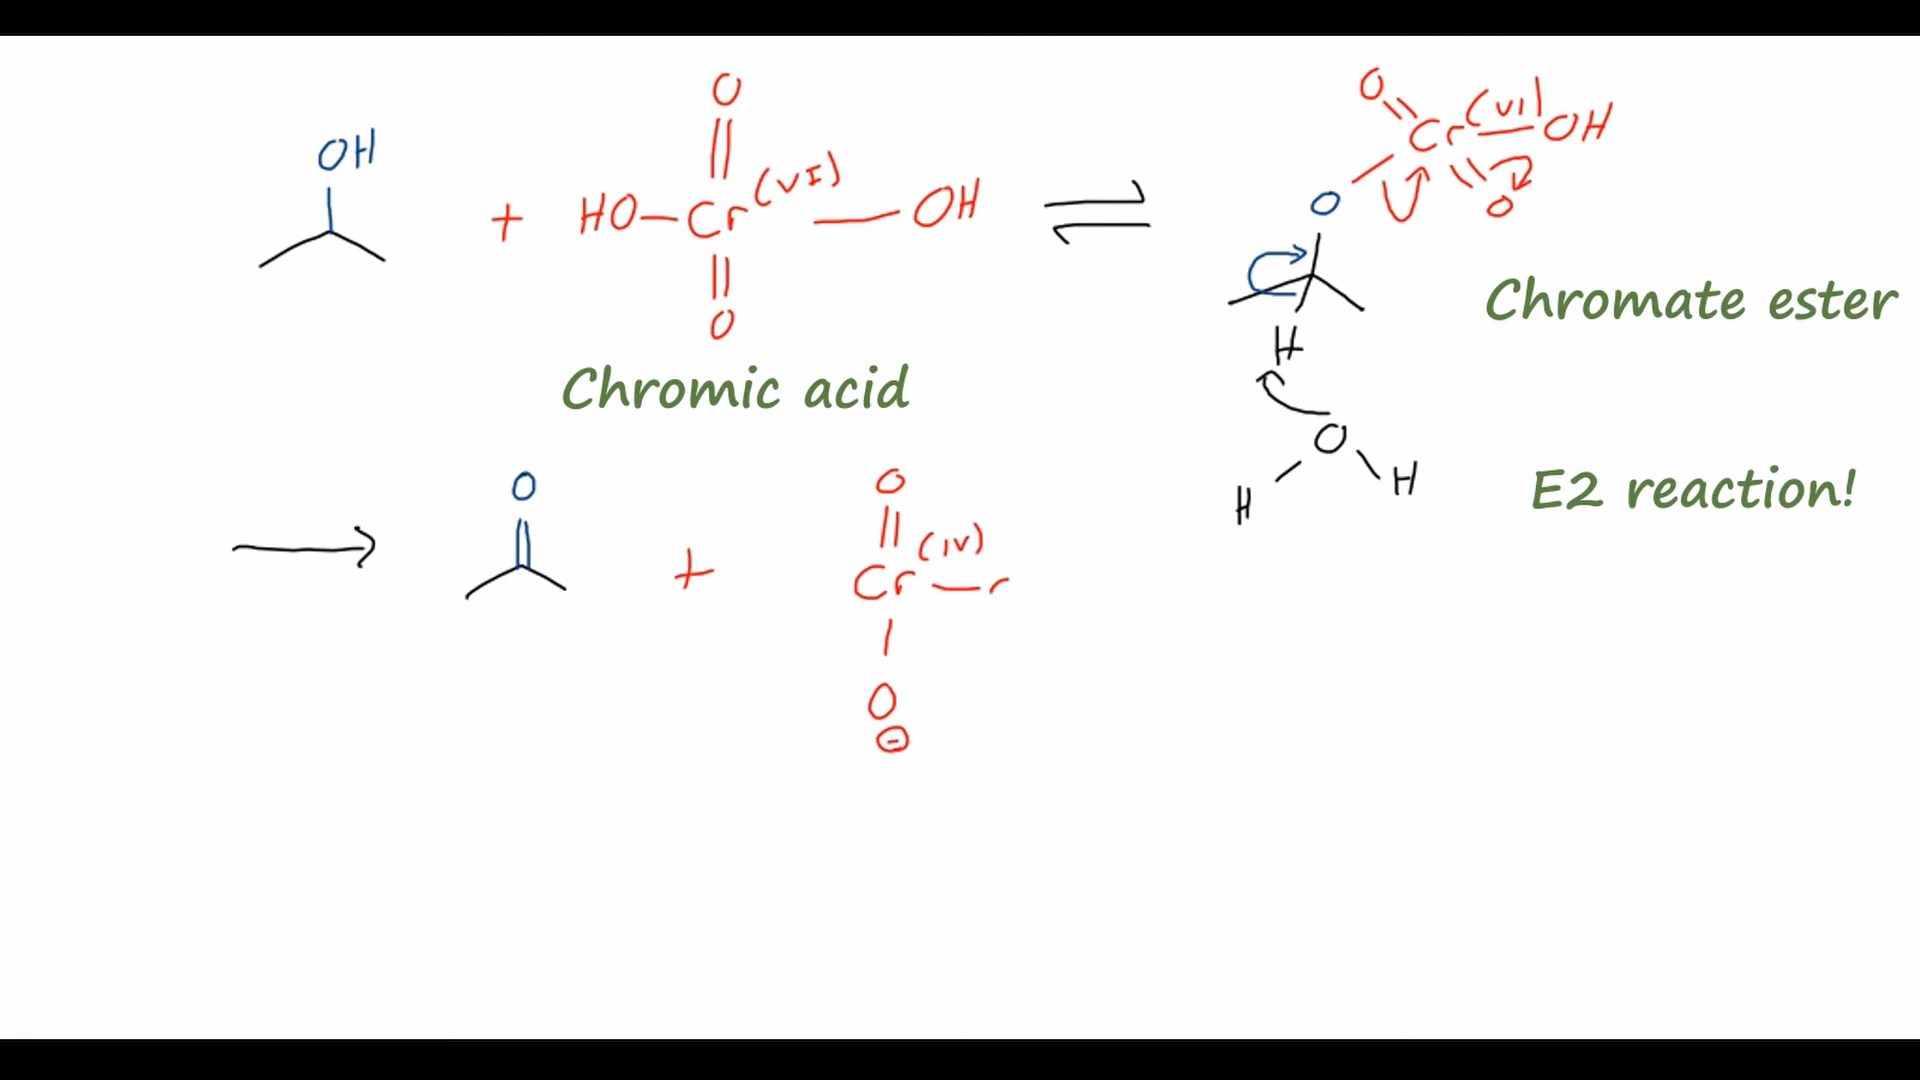 O
OH
+ HO—Cr(VI)—OH
O
Chromic acid
O
Cr(VI)—OH
O
O
H
O
H H
Chromate ester
E2 reaction!
O
+
O
Cr(IV)—
O
⊖